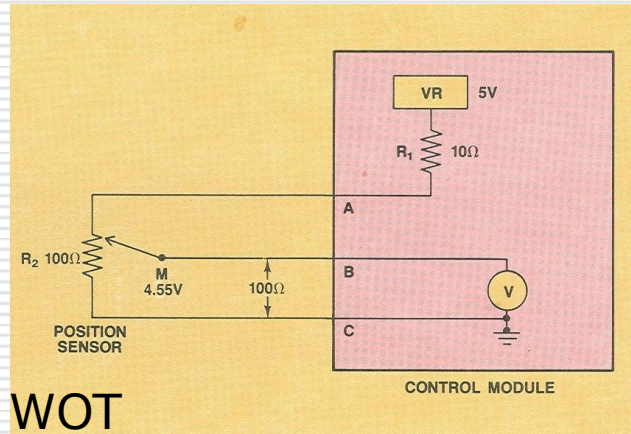 VR 5V
R₁ 10Ω
A
R₂ 100Ω
M
4.55V
100Ω
B
V
C
POSITION
SENSOR
CONTROL MODULE
WOT